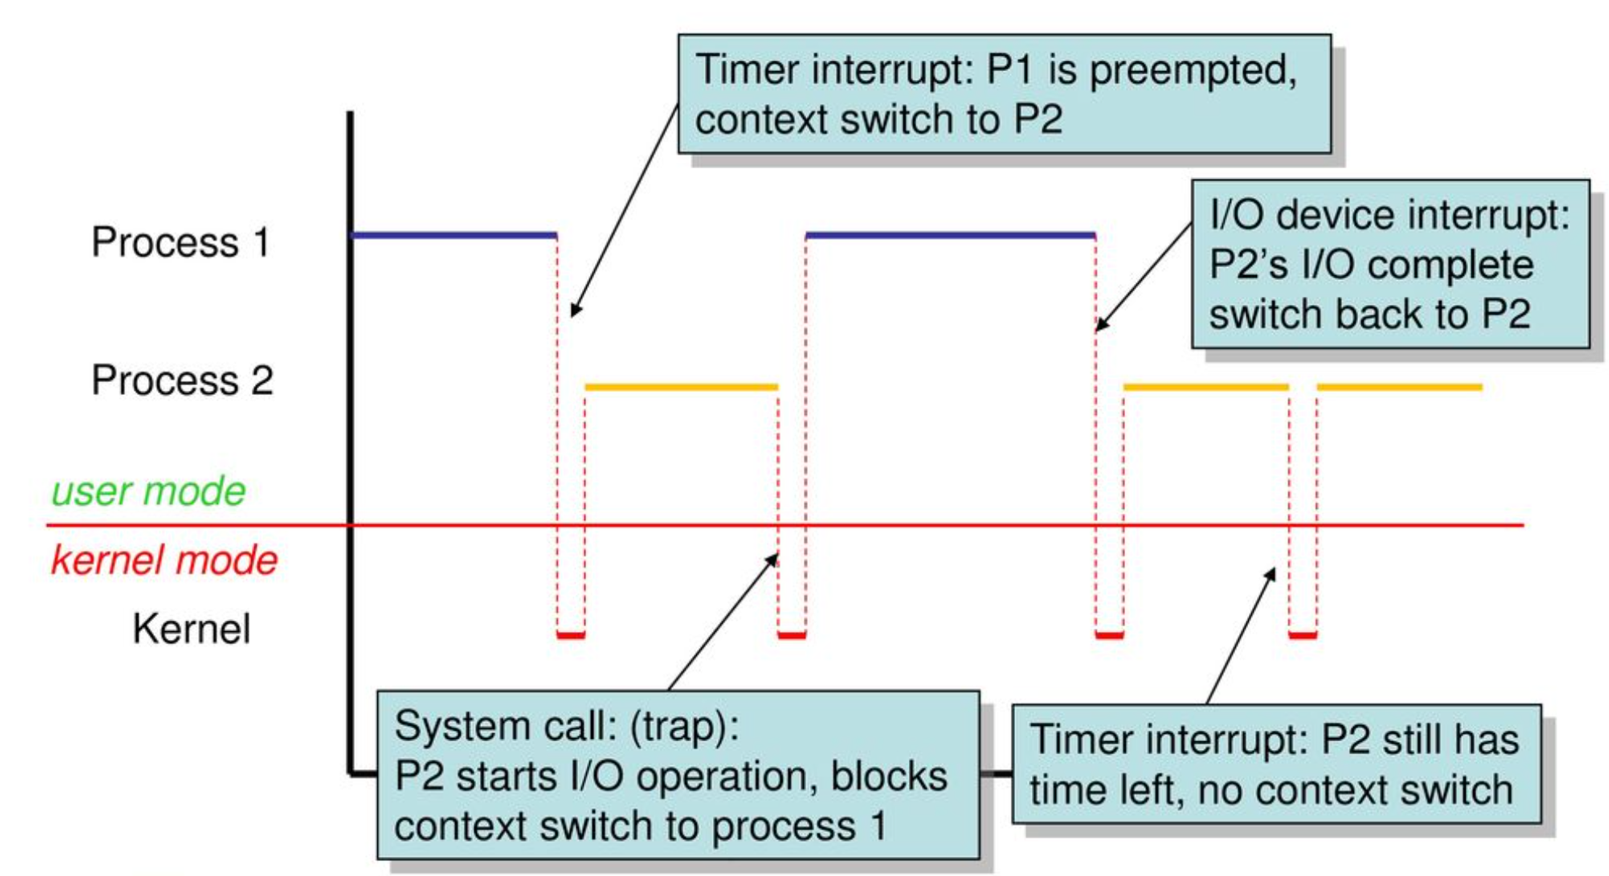 Timer interrupt: P1 is preempted,
context switch to P2
I/O device interrupt:
P2’s I/O complete
switch back to P2
Process 1
Process 2
user mode
kernel mode
Kernel
System call: (trap):
P2 starts I/O operation, blocks
context switch to process 1
Timer interrupt: P2 still has
time left, no context switch